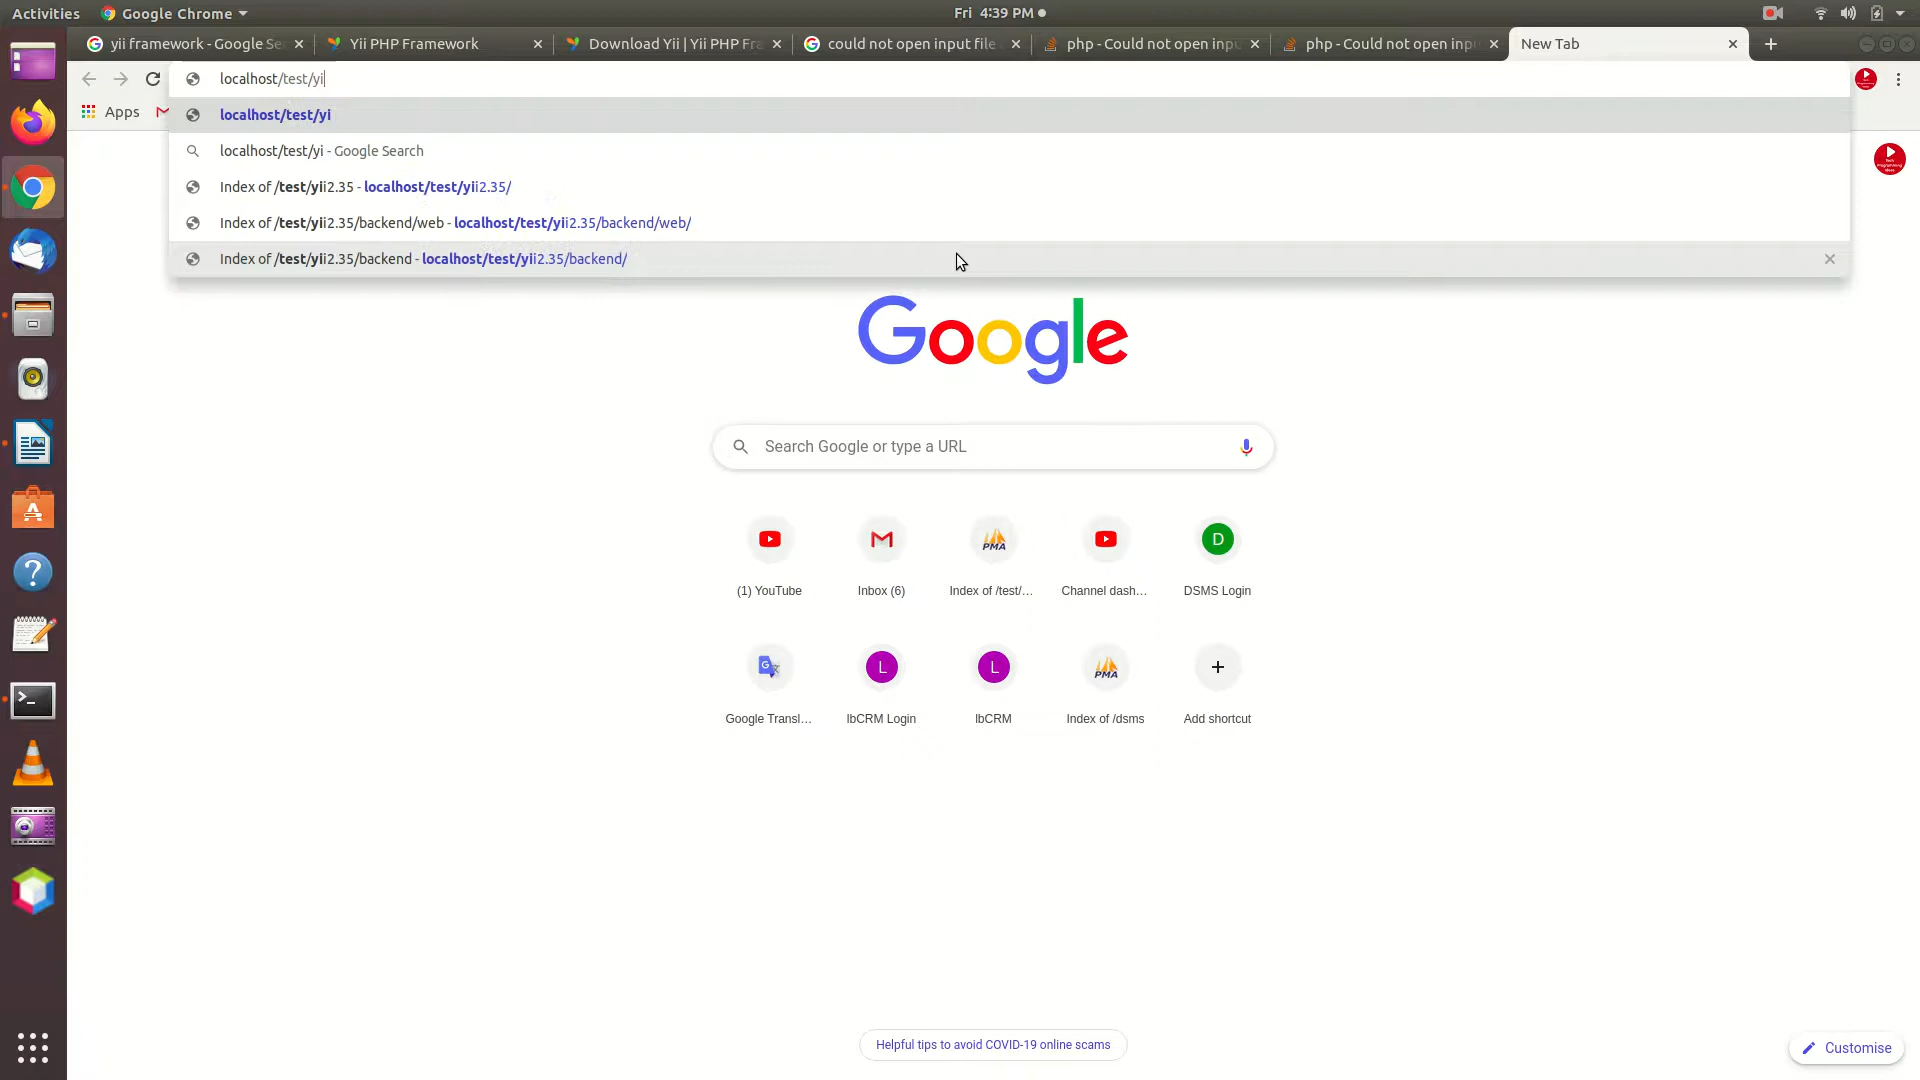 Activities
Google Chrome
Fri 4:39 PM
yii framework - Google Se
Yii PHP Framework
Download Yii | Yii PHP Fra
could not open input file
php - Could not open inpu
php - Could not open inpu
New Tab
localhost/test/yi
Apps
localhost/test/yi
localhost/test/yi - Google Search
Index of /test/yii2.35 - localhost/test/yii2.35/
Index of /test/yii2.35/backend/web - localhost/test/yii2.35/backend/web/
Index of /test/yii2.35/backend - localhost/test/yii2.35/backend/
Google
Search Google or type a URL
PMA
D
(1) YouTube
Inbox (6)
Index of /test/...
Channel dash...
DSMS Login
G
L
L
PMA
Google Transl...
lbCRM Login
lbCRM
Index of /dsms
Add shortcut
Helpful tips to avoid COVID-19 online scams
Customise